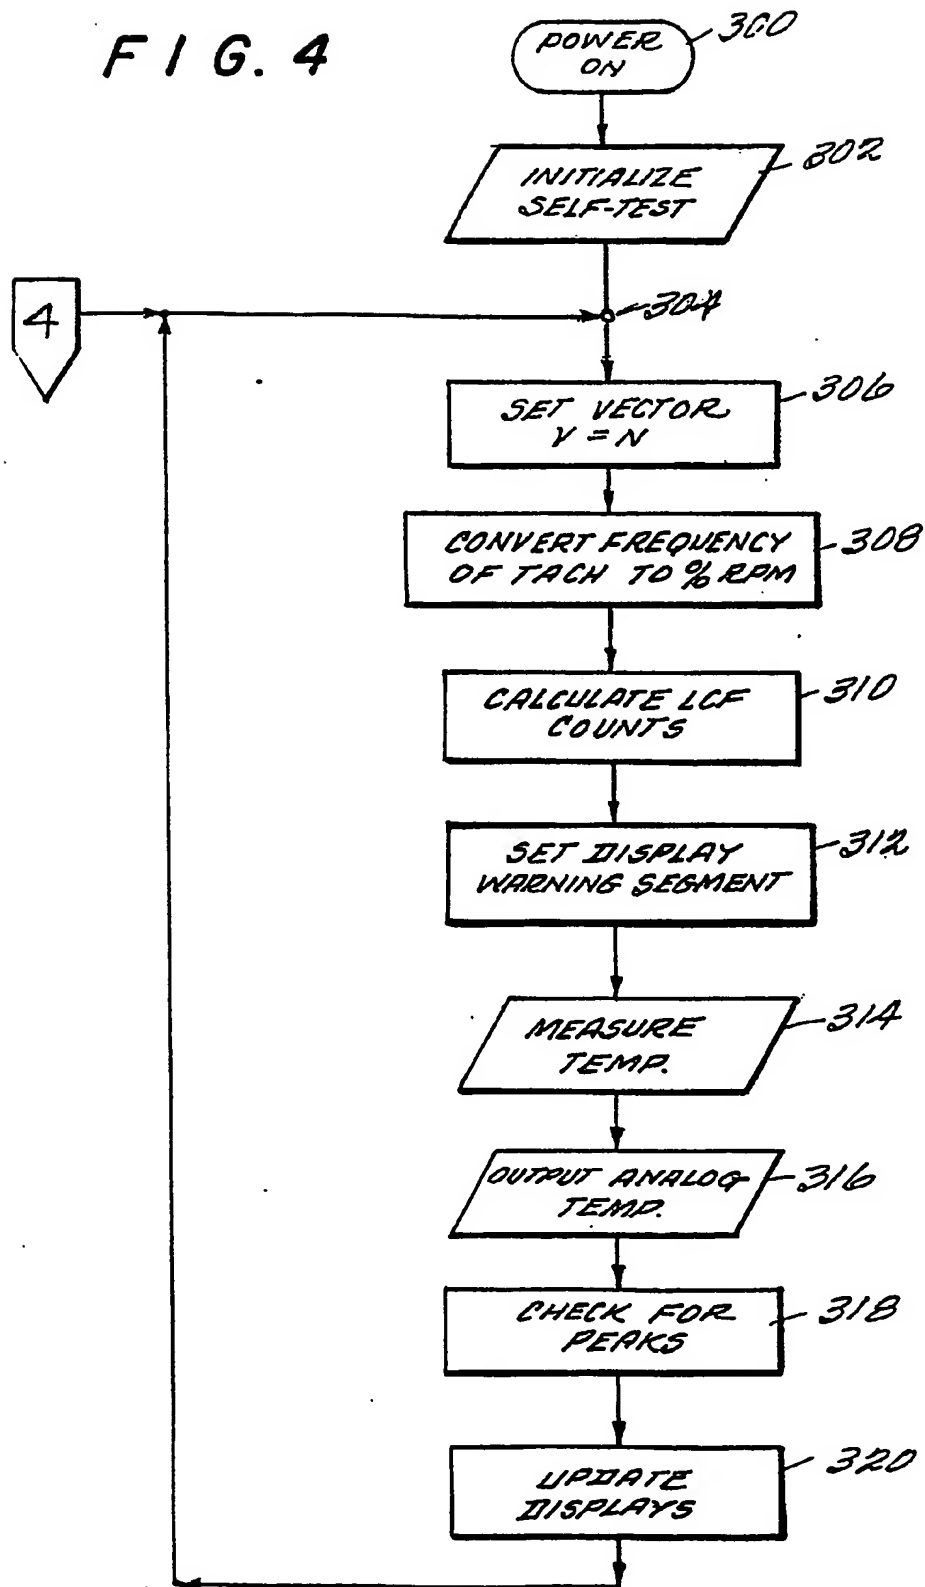 FIG. 4
POWER
ON
300
INITIALIZE
SELF-TEST
302
4
304
SET VECTOR
V = N
306
CONVERT FREQUENCY
OF TACH TO % RPM
308
CALCULATE LCF
COUNTS
310
SET DISPLAY
WARNING SEGMENT
312
MEASURE
TEMP.
314
OUTPUT ANALOG
TEMP.
316
CHECK FOR
PEAKS
318
UPDATE
DISPLAYS
320